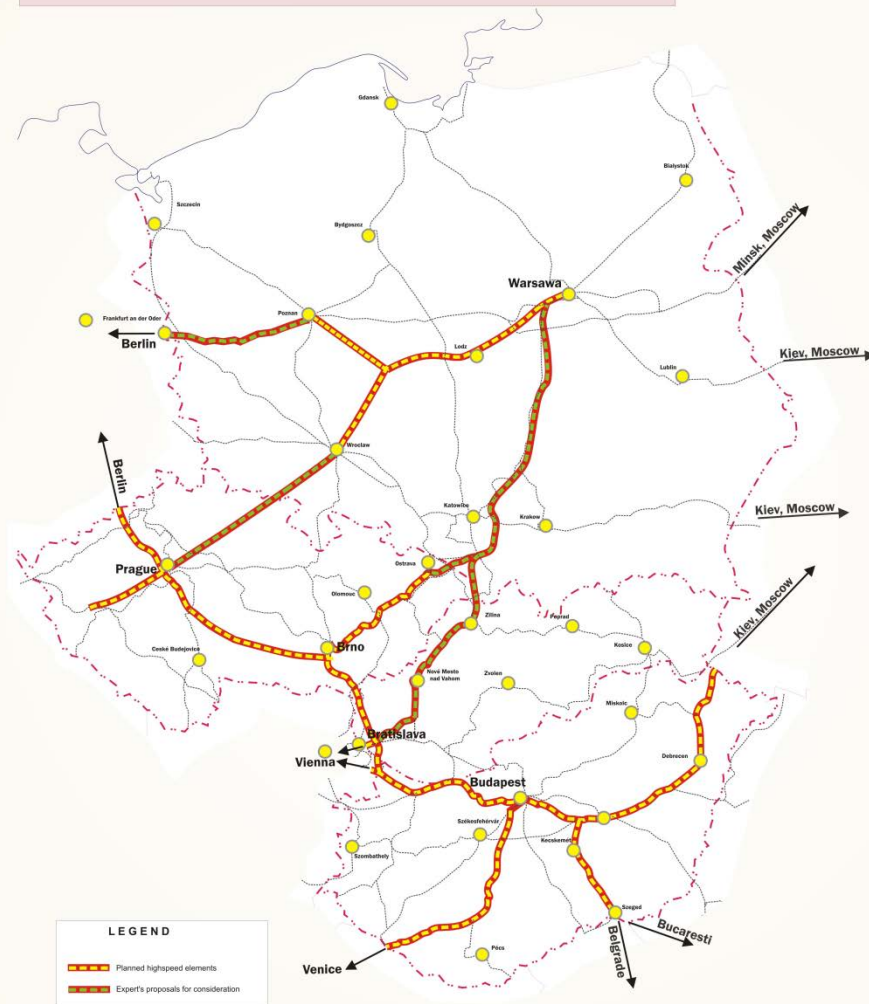 Gdansk
Bialystok
Szczecin
Bydgoszcz
Minsk, Moscow
Warsawa
Frankfurt an der Oder
Poznan
Berlin
Lodz
Kiev, Moscow
Lublin
Wroclaw
Berlin
Katowibe
Krakow
Kiev, Moscow
Prague
Ostrava
Olomouc
Kiev, Moscow
Zilina
Poprad
Brno
Kosice
Ceské Budejovice
Nové Mesto
nad Vahom
Zvolen
Miskolc
Bratislava
Vienna
Debrecen
Budapest
Székesfehérvár
Kecskemét
Szombathely
Szeged
Bucaresti
Belgrade
Pécs
Venice
LEGEND
Planned highspeed elements
Expert's proposals for consideration